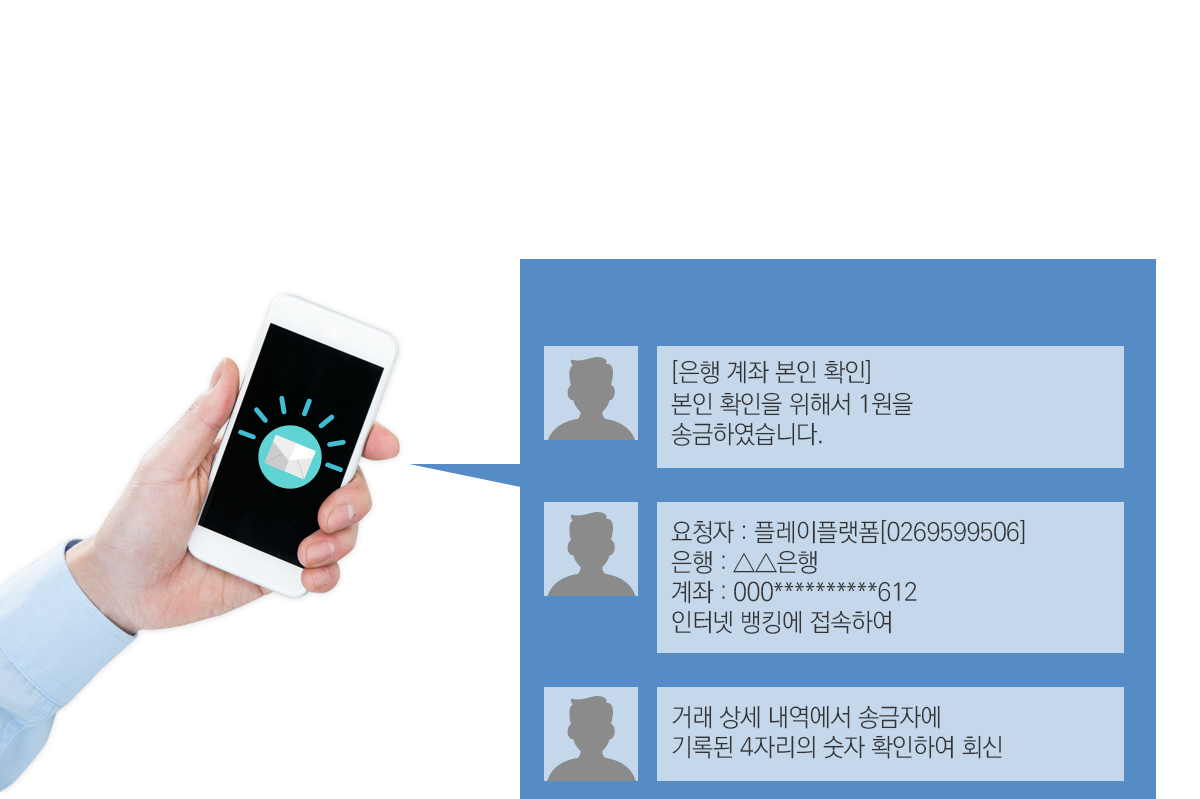 [은행 계좌 본인 확인]
본인 확인을 위해서 1원을
송금하였습니다.
요청자 : 플레이플랫폼[0269599506]
은행 : △△은행
계좌 : 000**********612
인터넷 뱅킹에 접속하여
거래 상세 내역에서 송금자에
기록된 4자리의 숫자 확인하여 회신